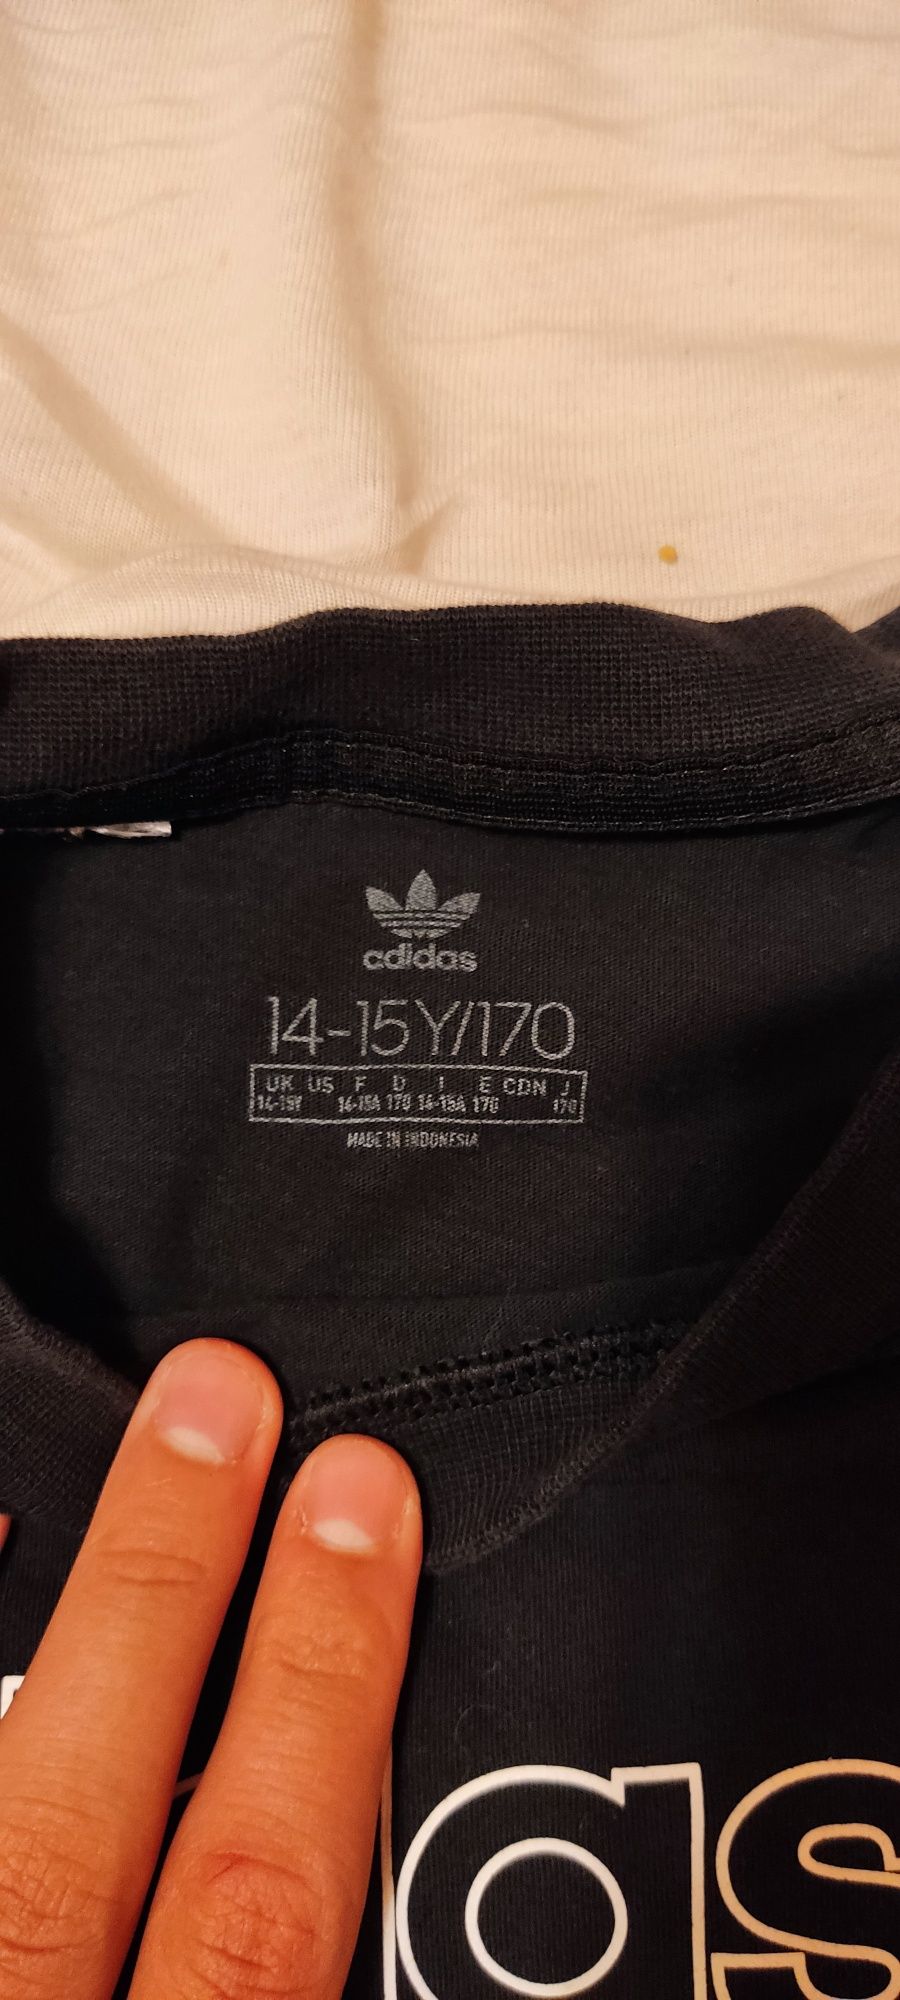 adidas
14-15Y/170
UK US F D I E CDN J
14-15Y 14-15A 170 14-15A 170 170
MADE IN INDONESIA
as